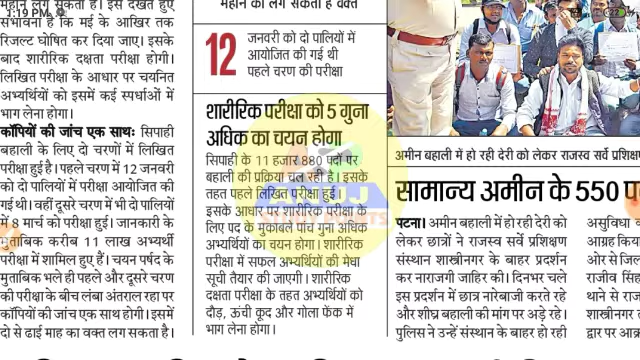 महीने लग सकता है। इसे देखते हुए
1:19 PM
संभावना है कि मई के आखिर तक
रिजल्ट घोषित कर दिया जाए। इसके
बाद शारीरिक दक्षता परीक्षा होगी।
लिखित परीक्षा के आधार पर चयनित
अभ्यर्थियों को इसमें कई स्पर्धाओं में
भाग लेना होगा।
कॉपियों की जांच एक साथ: सिपाही
बहाली के लिए दो चरणों में लिखित
परीक्षा हुई है। पहले चरण में 12 जनवरी
को दो पालियों में परीक्षा आयोजित की
गई थी। वहीं दूसरे चरण में भी दो पालियों
में 8 मार्च को परीक्षा हुई। जानकारी के
मुताबिक करीब 11 लाख अभ्यर्थी
परीक्षा में शामिल हुए हैं। चयन पर्षद के
मुताबिक भले ही पहले और दूसरे चरण
की परीक्षा के बीच लंबा अंतराल रहा पर
कॉपियों की जांच एक साथ होगी। इसमें
दो से ढाई माह का वक्त लग सकता है।
महीने का लग सकता है वक्त
12 जनवरी को दो पालियों में
आयोजित की गई थी
पहले चरण की परीक्षा
शारीरिक परीक्षा को 5 गुना
अधिक का चयन होगा
सिपाही के 11 हजार 880 पदों पर
बहाली की प्रक्रिया चल रही है। इसके
तहत पहले लिखित परीक्षा हुई।
इसके आधार पर शारीरिक परीक्षा के
लिए पद के मुकाबले पांच गुना अधिक
अभ्यर्थियों का चयन होगा। शारीरिक
परीक्षा में सफल अभ्यर्थियों की मेधा
सूची तैयार की जाएगी। शारीरिक
दक्षता परीक्षा के तहत अभ्यर्थियों को
दौड़, ऊंची कूद और गोला फेंक में
भाग लेना होगा।
अमीन बहाली में हो रही देरी को लेकर राजस्व सर्वे प्रशिक्षण
सामान्य अमीन के 550 प
पटना। अमीन बहाली में हो रही देरी को
लेकर छात्रों ने राजस्व सर्वे प्रशिक्षण
संस्थान शास्त्रीनगर के बाहर प्रदर्शन
कर नाराजगी जाहिर की। दिनभर चले
इस प्रदर्शन में छात्र नारेबाजी करते रहे
और शीघ्र बहाली की मांग पर अड़े रहे।
पुलिस ने उन्हें संस्थान के बाहर ही रो
असुविधा
आग्रह किया
ओर से जिल
राजीव सिंह
थाने से रा
शास्त्रीनगर
द्वार पर आक्र